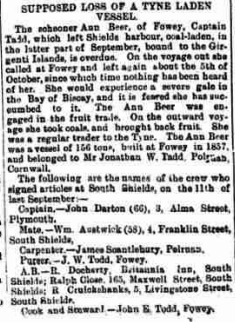 SUPPOSED LOSS OF A TYNE LADEN
VESSEL.
The schooner Ann Beer, of Fowey, Captain
Tadd, which left Shields harbour, coal-laden, in
the latter part of September, bound to the Gir-
genti Islands, is overdue. On the voyage out she
called at Fowey and left again about the 5th of
October, since which time nothing has been heard
of her. She would experience a severe gale in
the Bay of Biscay, and it is feared she has suc-
cumbed to it. The Ann Beer was en-
gaged in the fruit trade. On the outward voy-
age she took coals, and brought back fruit. She
was a regular trader to the Tyne. The Ann Beer
was a vessel of 156 tons, built at Fowey in 1857,
and belonged to Mr Jonathan W. Tadd,
Cornwall.
The following are the names of the crew who
signed articles at South Shields, on the 11th of
last September:—
Captain.—John Darton (66), 3, Alma Street,
Plymouth.
Mate.—Wm. Austwick (58), 4, Franklin Street,
South Shields,
Carpenter.—James Scantlebury,
J. W. Todd, Fowey.
A.B.—R. Docherty, Britannia Inn, South
Shields; Ralph Close, 165, Maxwell Street, South
Shields; R Cruickshanks, 5, Livingstone Street,
South Shields.
Cook and Steward.—John E. Todd, Fowey.